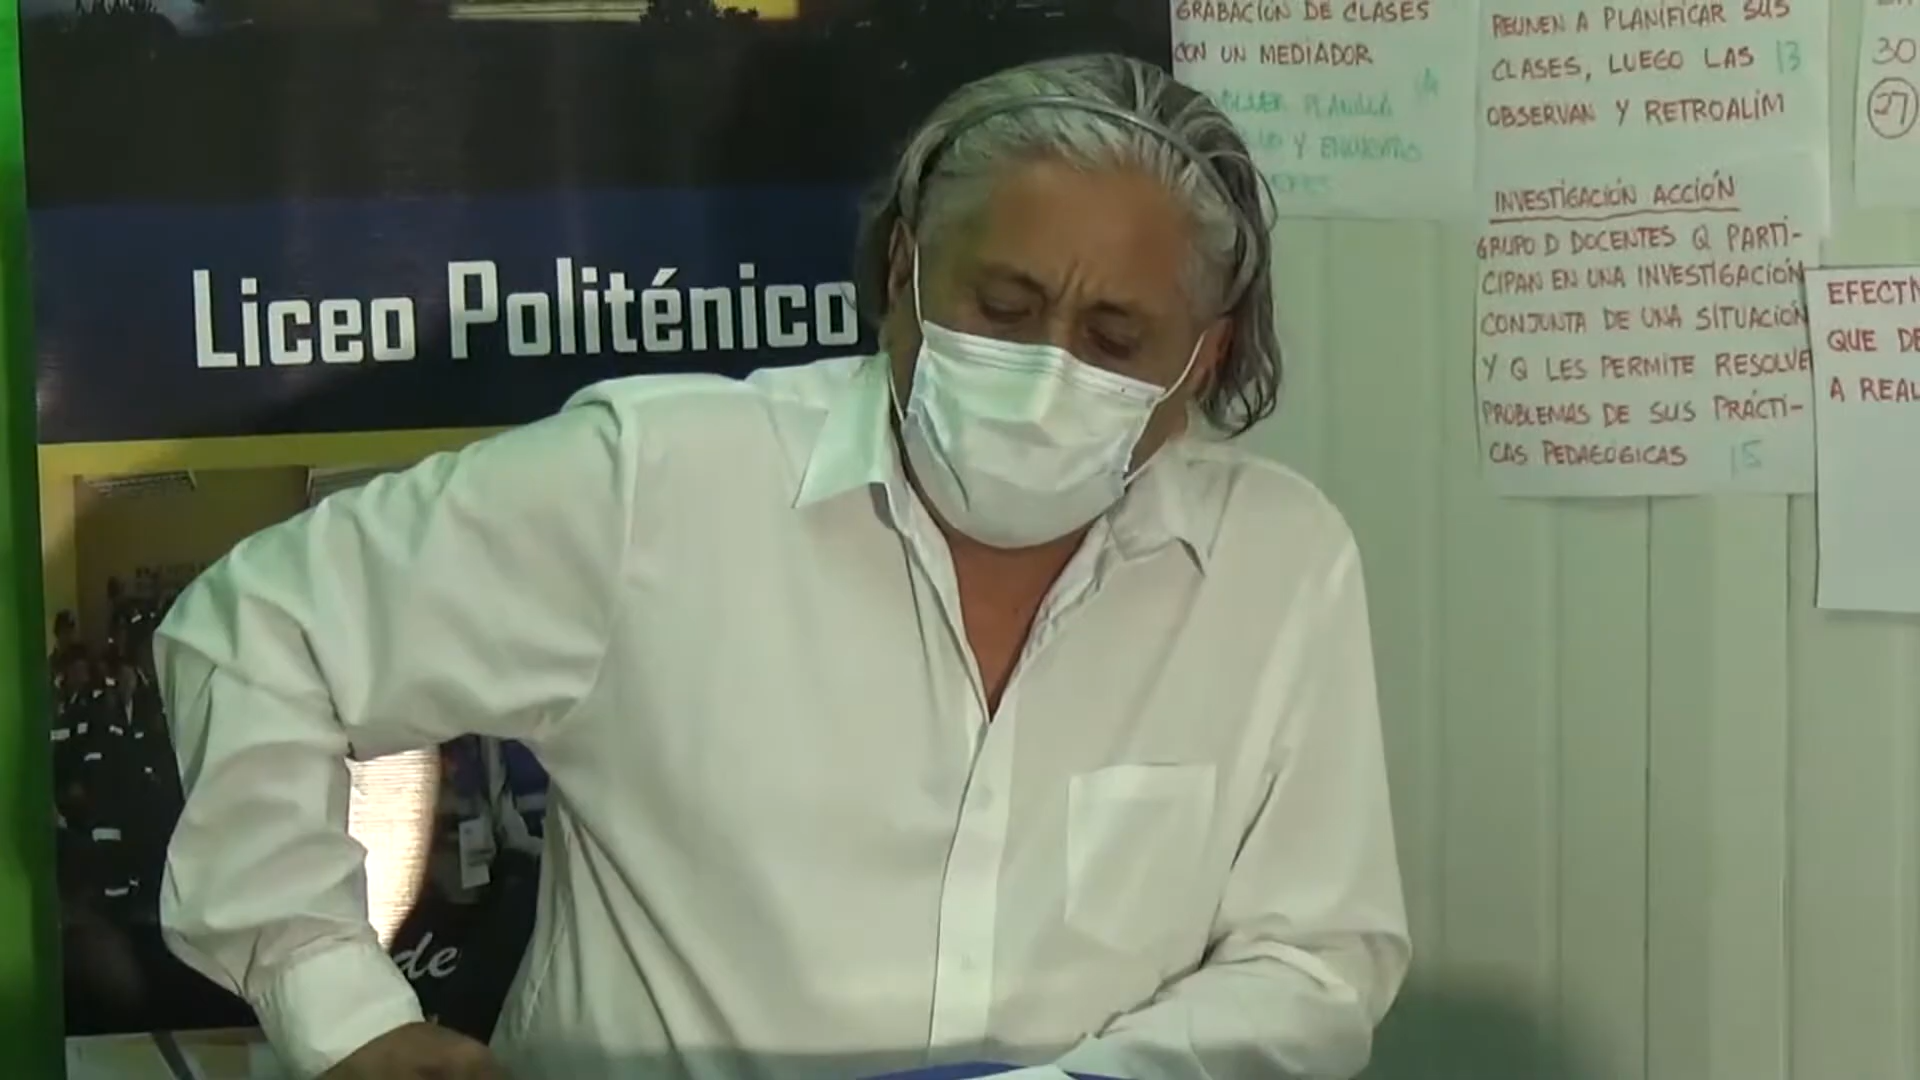 Liceo Politénico
de
GRABACIÓN DE CLASES
CON UN MEDIADOR
Y
REUNEN A PLANIFICAR SUS
CLASES, LUEGO LAS 13
OBSERVAN Y RETROALIM
INVESTIGACIÓN ACCIÓN
GRUPO D DOCENTES Q PARTI-
CIPAN EN UNA INVESTIGACIÓN
CONJUNTA DE UNA SITUACIÓN
Y Q LES PERMITE RESOLVE
PROBLEMAS DE SUS PRÁCTI-
CAS PEDAGÓGICAS 15
30
27
EFECTI
QUE DE
A REAL